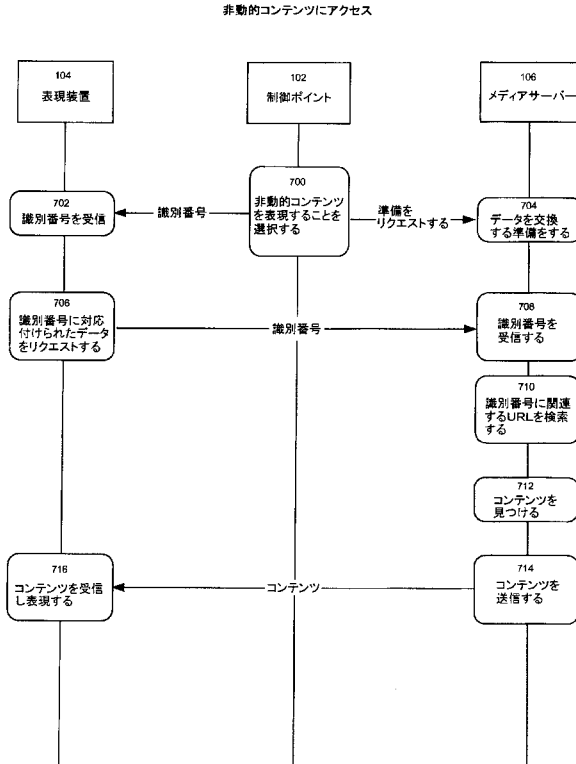 非動的コンテンツにアクセス
104
表現装置
102
制御ポイント
106
メディアサーバー
700
非動的コンテンツ
を表現することを
選択する
702
識別番号を受信
識別番号
準備を
リクエストする
704
データを交換
する準備をする
706
識別番号に対応
付けられたデータ
をリクエストする
識別番号
708
識別番号を
受信する
710
識別番号に関連
するURLを検索
する
712
コンテンツを
見つける
716
コンテンツを受信
し表現する
コンテンツ
714
コンテンツを
送信する